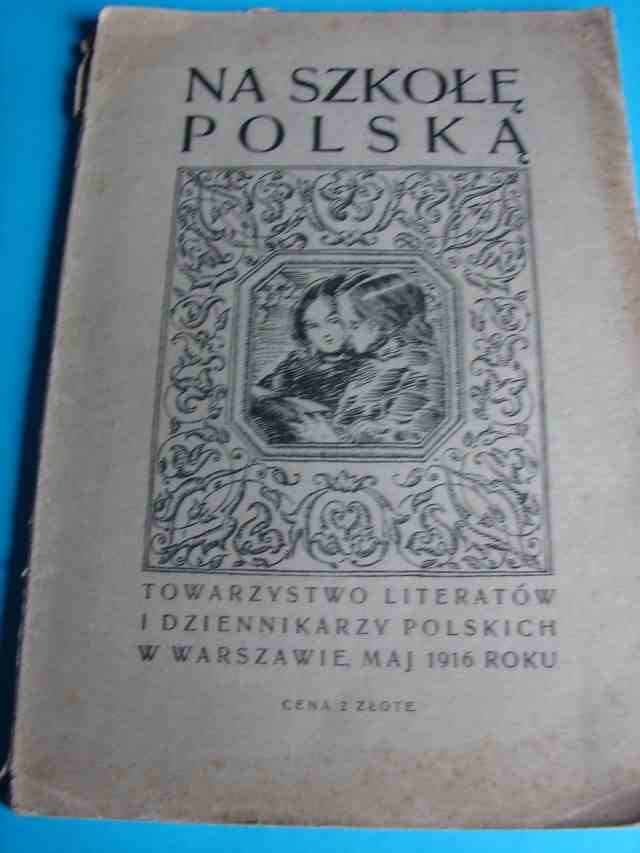 NA SZKOŁĘ
POLSKĄ
TOWARZYSTWO LITERATÓW
I DZIENNIKARZY POLSKICH
W WARSZAWIE, MAJ 1916 ROKU
CENA 2 ZŁOTE